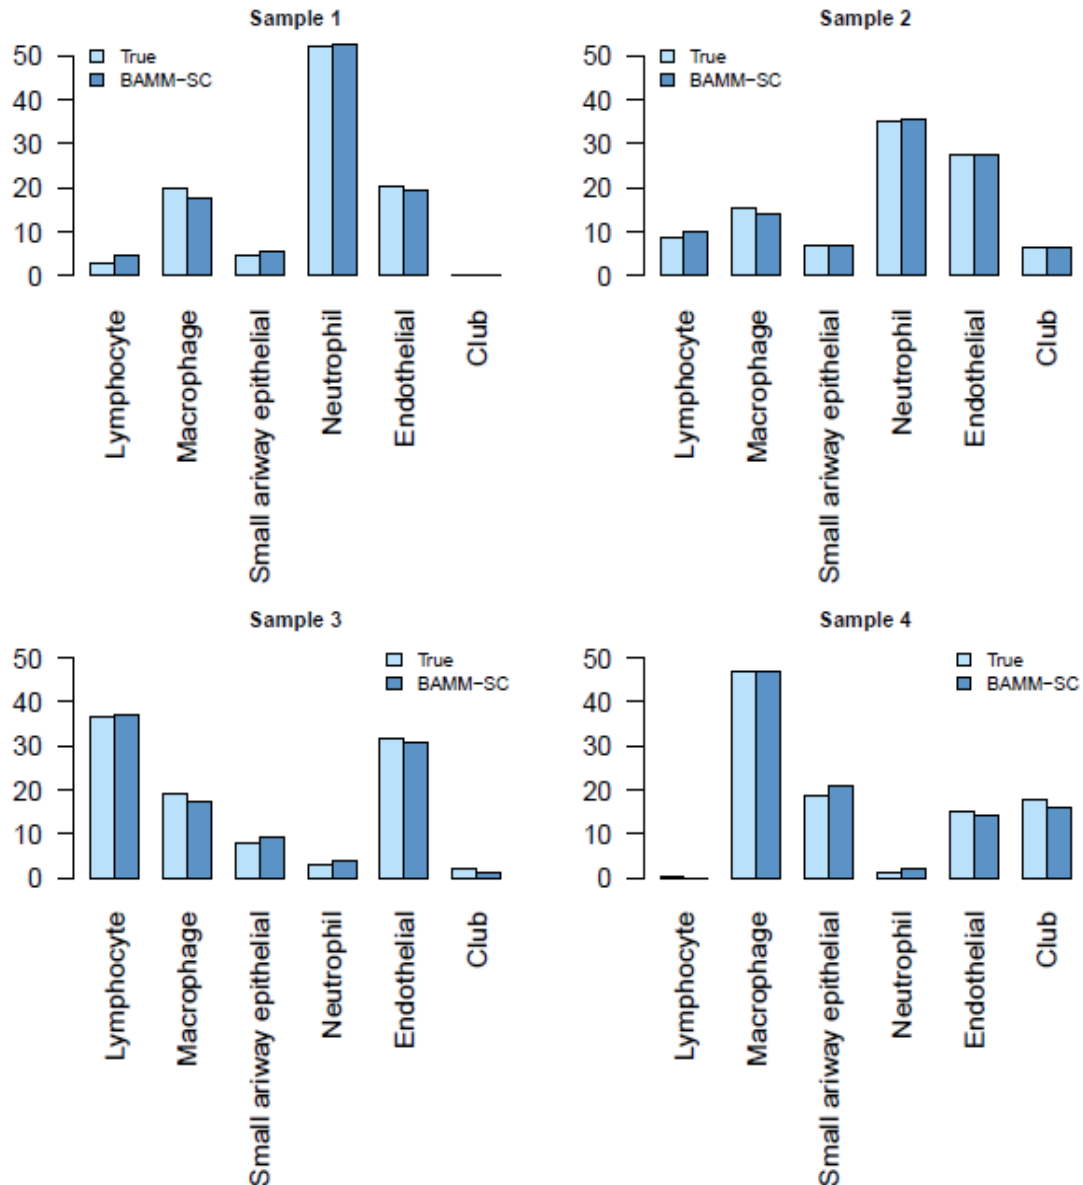 Sample 1
True
BAMM-SC
50
40
30
20
10
0
Lymphocyte
Macrophage
Small ariway epithelial
Neutrophil
Endothelial
Club
Sample 2
True
BAMM-SC
50
40
30
20
10
0
Lymphocyte
Macrophage
Small ariway epithelial
Neutrophil
Endothelial
Club
Sample 3
True
BAMM-SC
50
40
30
20
10
0
Lymphocyte
Macrophage
Small ariway epithelial
Neutrophil
Endothelial
Club
Sample 4
True
BAMM-SC
50
40
30
20
10
0
Lymphocyte
Macrophage
Small ariway epithelial
Neutrophil
Endothelial
Club